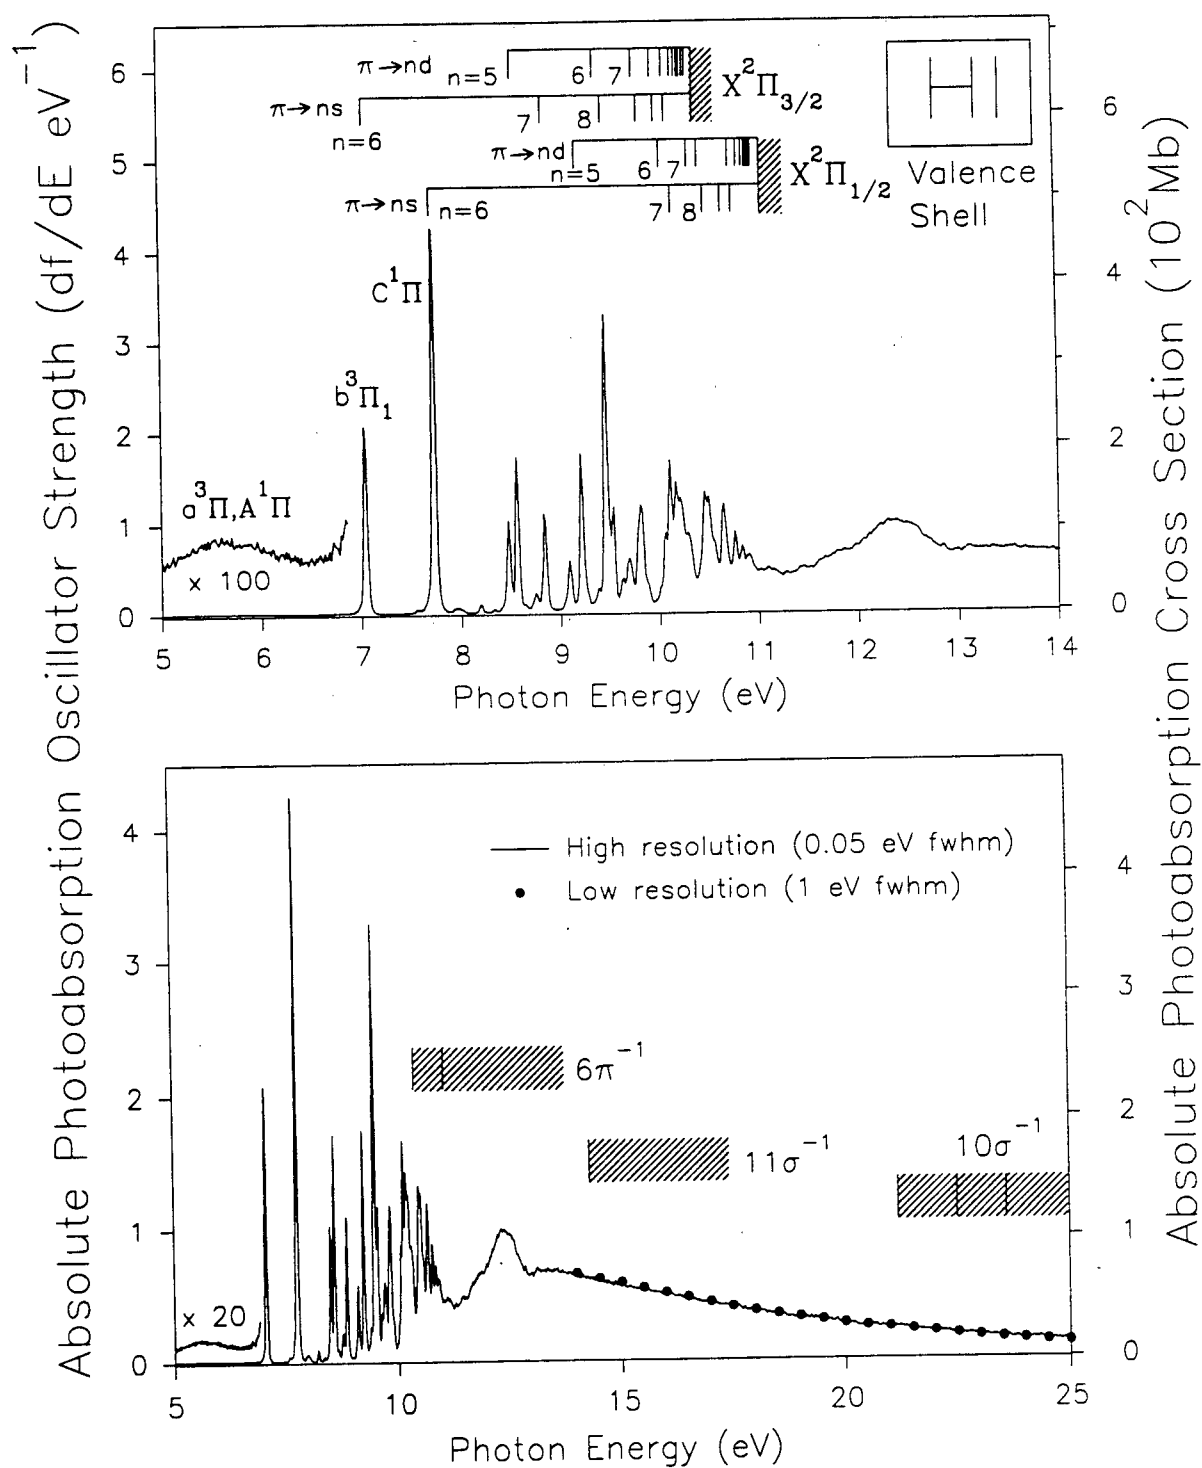 Absolute Photoabsorption Oscillator Strength (df/dE eV⁻¹)
Absolute Photoabsorption Cross Section (10² Mb)
π→nd n=5 6 7 X²Π₃/₂
π→ns n=6 7 8
π→nd n=5 6 7 X²Π₁/₂
π→ns n=6 7 8
HI
Valence
Shell
6
5
4
3
2
1
0
6
4
2
0
C¹Π
b³Π₁
a³Π,A¹Π
x 100
5 6 7 8 9 10 11 12 13 14
Photon Energy (eV)
High resolution (0.05 eV fwhm)
Low resolution (1 eV fwhm)
4
3
2
1
0
4
3
2
1
0
6π⁻¹
11σ⁻¹
10σ⁻¹
x 20
5 10 15 20 25
Photon Energy (eV)